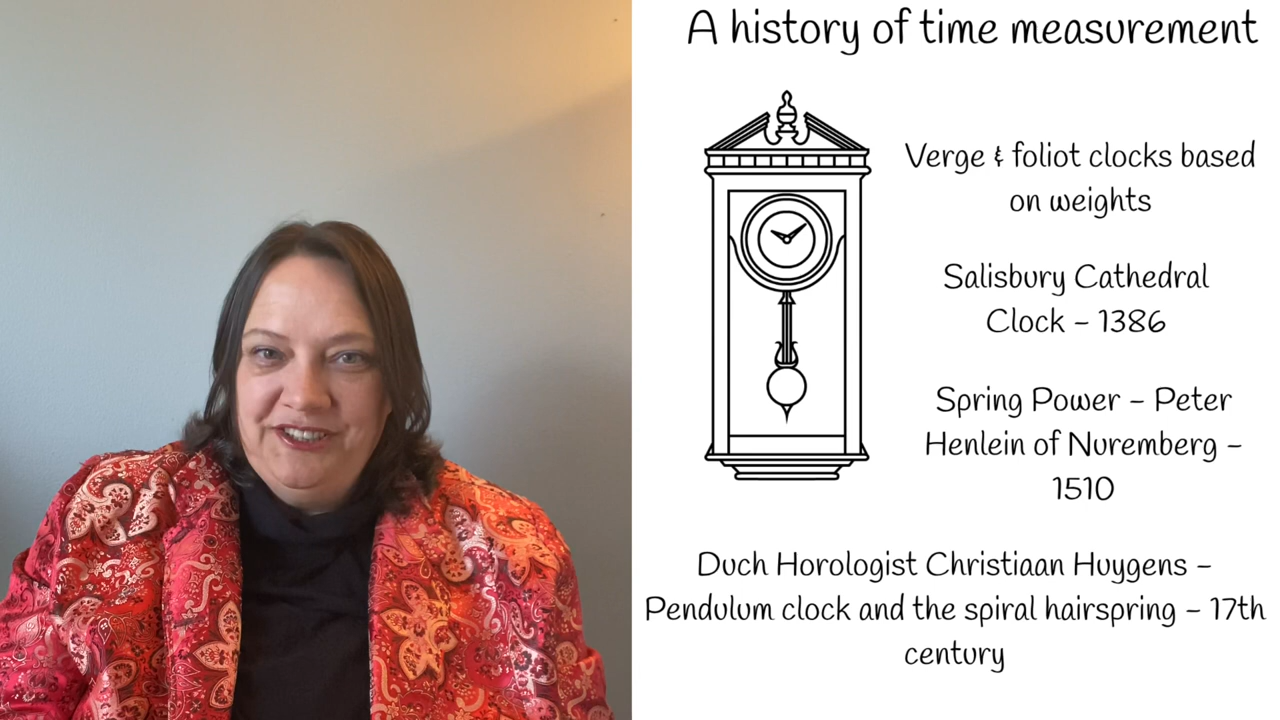 A history of time measurement
Verge & foliot clocks based
on weights
Salisbury Cathedral
Clock – 1386
Spring Power – Peter
Henlein of Nuremberg –
1510
Duch Horologist Christiaan Huygens –
Pendulum clock and the spiral hairspring – 17th
century